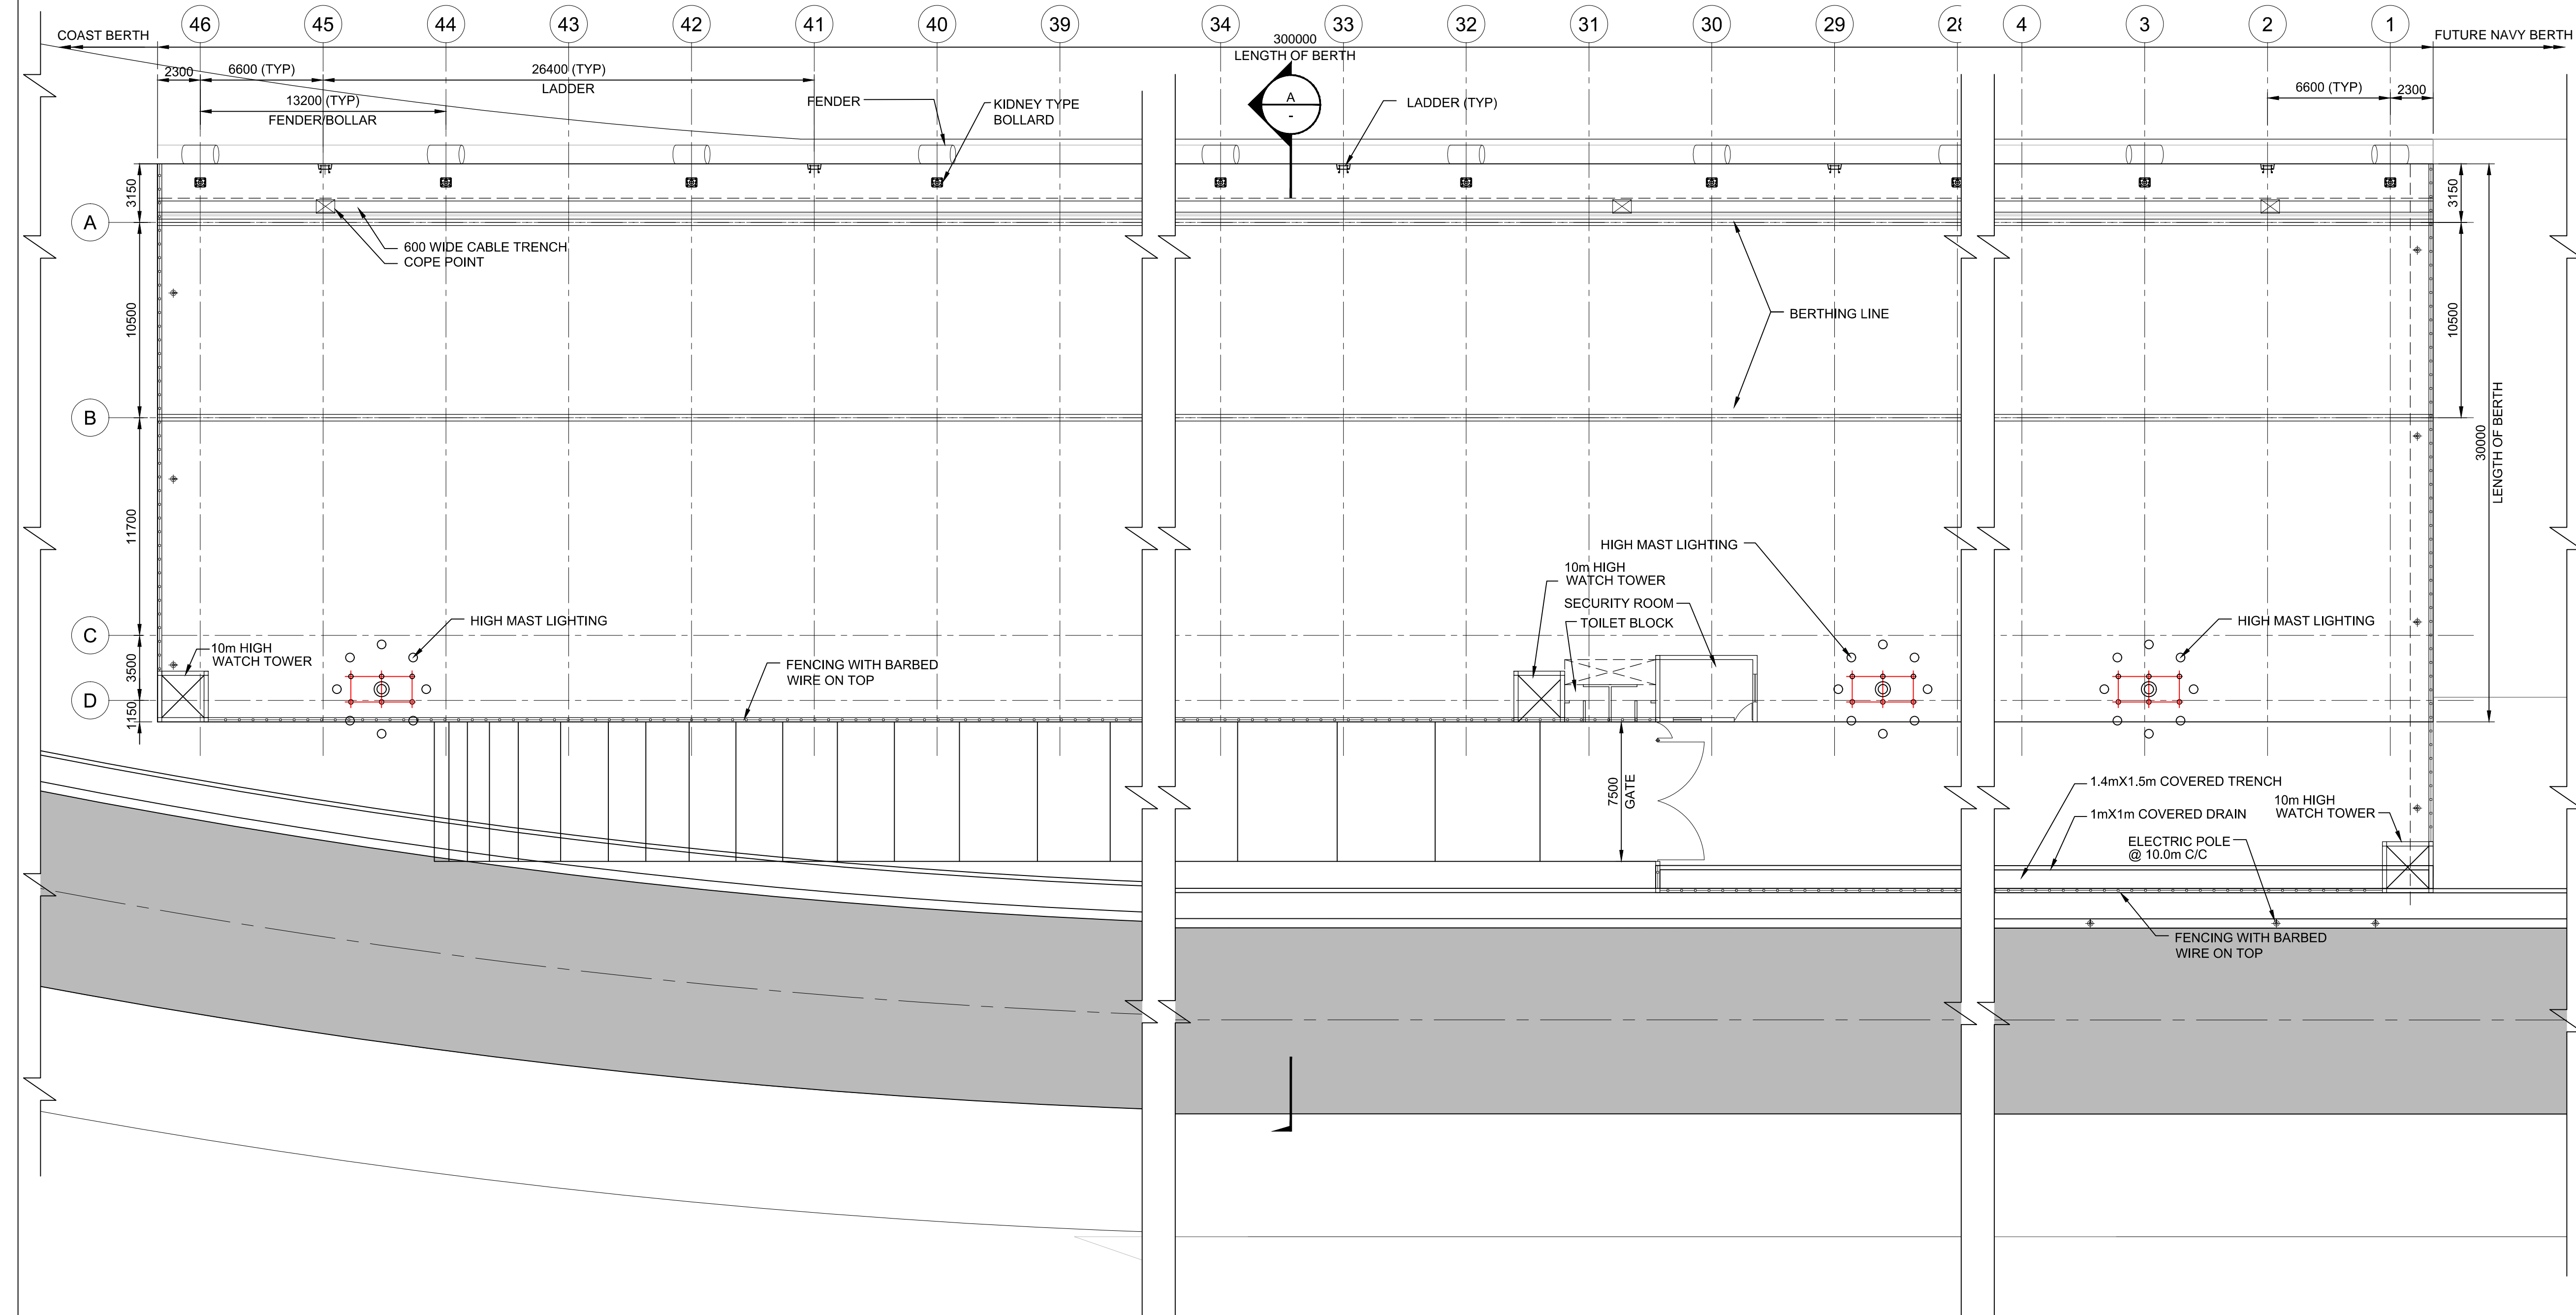 46
45
44
43
42
41
40
39
34
33
32
31
30
29
28
4
3
2
1
COAST BERTH
300000
LENGTH OF BERTH
FUTURE NAVY BERTH
2300
6600 (TYP)
26400 (TYP)
LADDER
13200 (TYP)
FENDER/BOLLAR
FENDER
KIDNEY TYPE
BOLLARD
A
-
LADDER (TYP)
6600 (TYP)
2300
3150
A
3150
600 WIDE CABLE TRENCH
COPE POINT
10500
BERTHING LINE
10500
B
30000
LENGTH OF BERTH
11700
HIGH MAST LIGHTING
10m HIGH
WATCH TOWER
SECURITY ROOM
TOILET BLOCK
HIGH MAST LIGHTING
HIGH MAST LIGHTING
C
10m HIGH
WATCH TOWER
3500
FENCING WITH BARBED
WIRE ON TOP
D
1150
7500
GATE
1.4mX1.5m COVERED TRENCH
10m HIGH
WATCH TOWER
1mX1m COVERED DRAIN
ELECTRIC POLE
@ 10.0m C/C
FENCING WITH BARBED
WIRE ON TOP